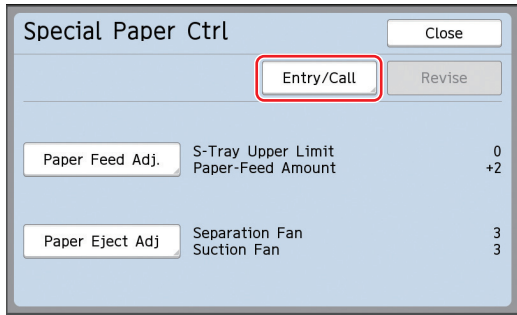 Special Paper Ctrl
Close
Entry/Call
Revise
Paper Feed Adj.
S-Tray Upper Limit 0
Paper-Feed Amount +2
Paper Eject Adj
Separation Fan 3
Suction Fan 3